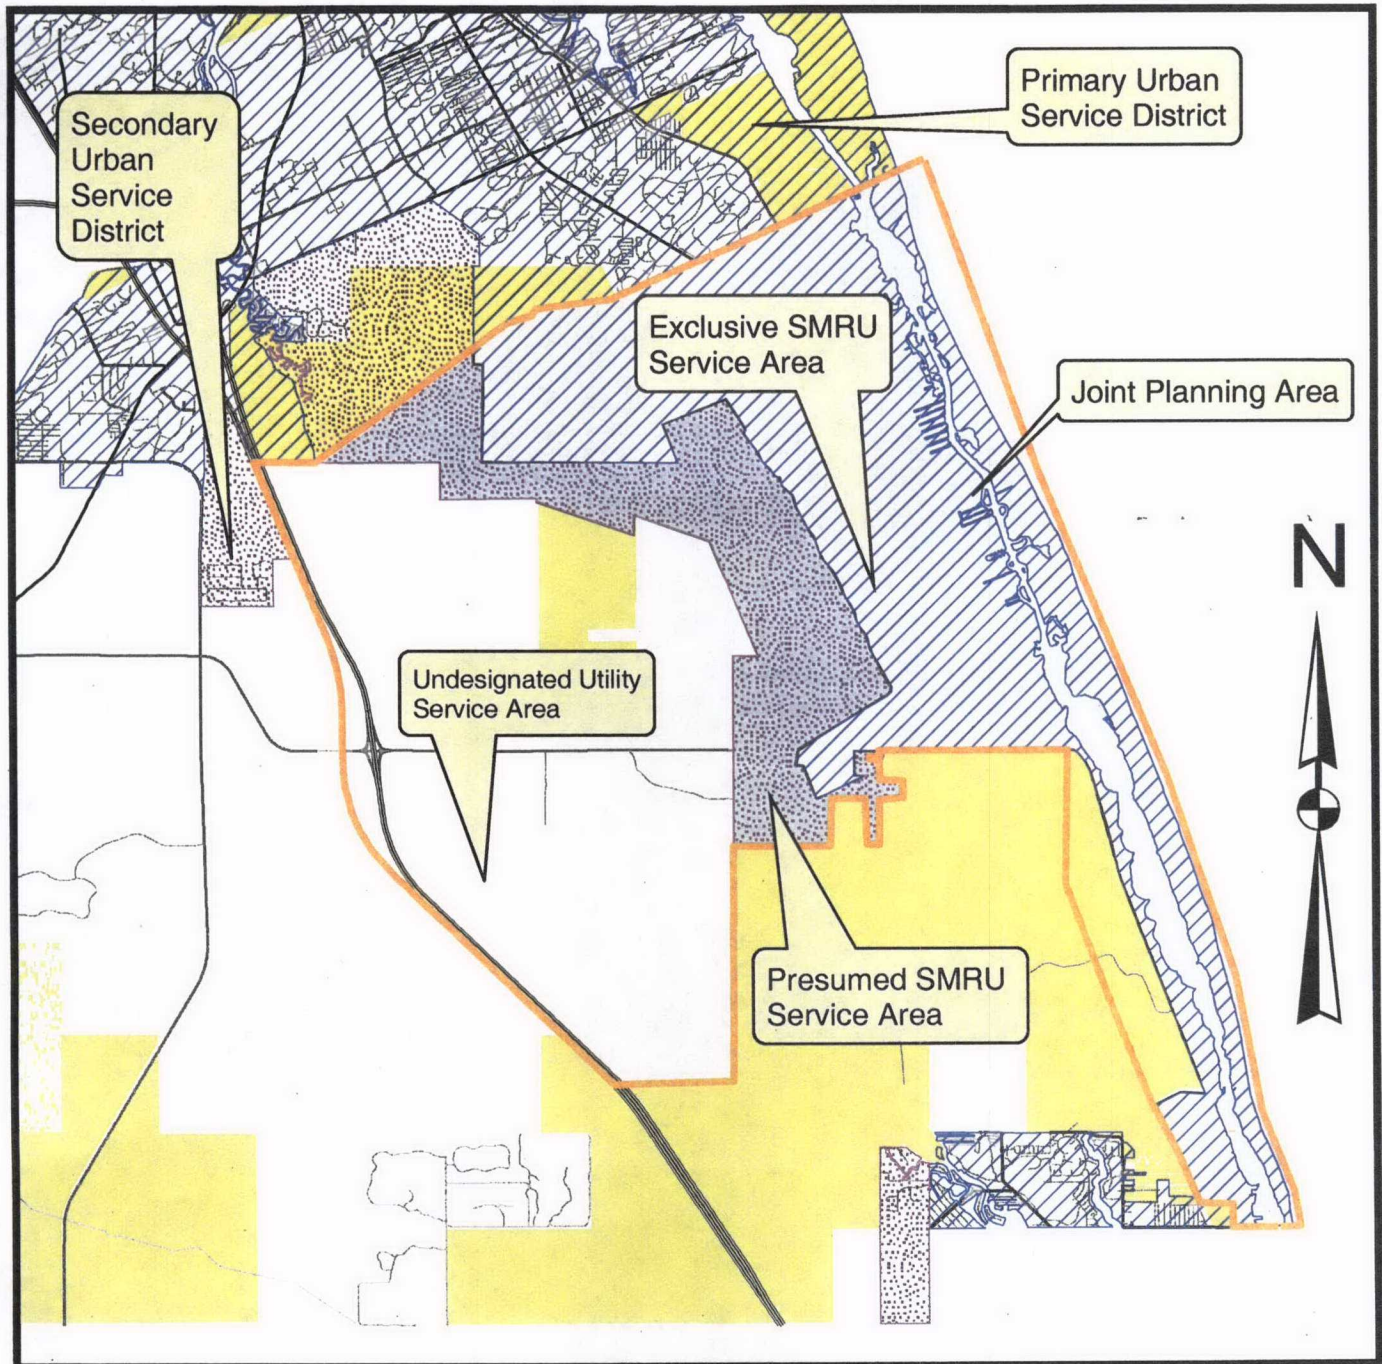 Primary Urban
Service District
Secondary
Urban
Service
District
Exclusive SMRU
Service Area
Joint Planning Area
N
Undesignated Utility
Service Area
Presumed SMRU
Service Area